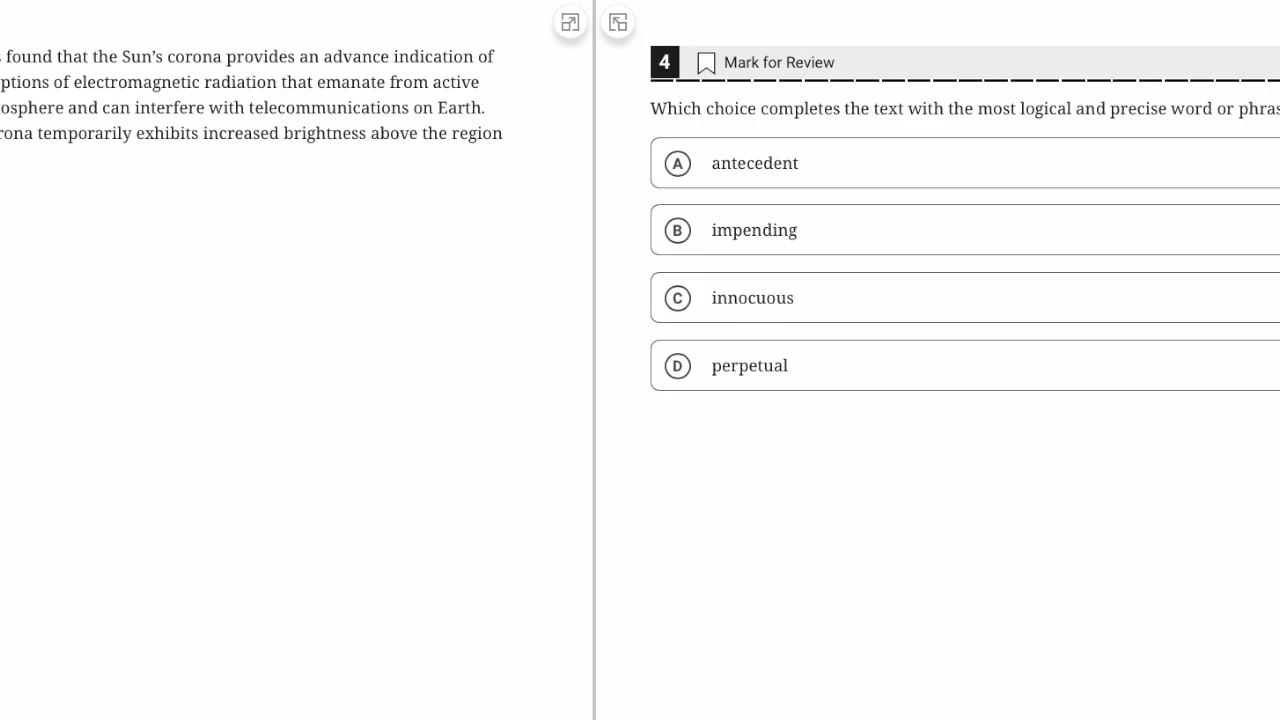 found that the Sun’s corona provides an advance indication of
ptions of electromagnetic radiation that emanate from active
osphere and can interfere with telecommunications on Earth.
rona temporarily exhibits increased brightness above the region
4 Mark for Review
Which choice completes the text with the most logical and precise word or phras
A antecedent
B impending
C innocuous
D perpetual